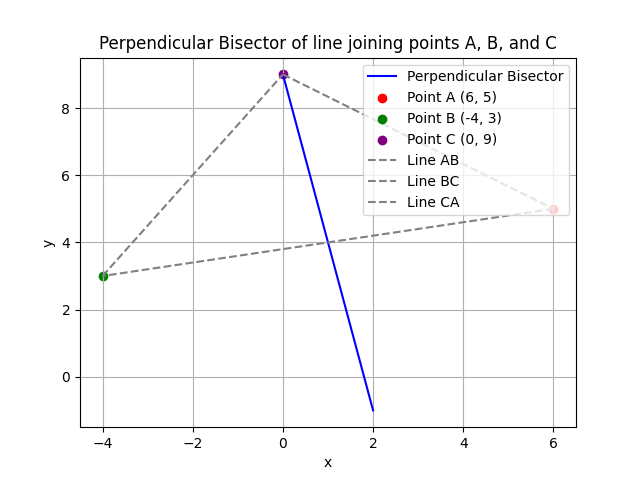 Perpendicular Bisector of line joining points A, B, and C
Perpendicular Bisector
Point A (6, 5)
Point B (-4, 3)
Point C (0, 9)
Line AB
Line BC
Line CA
y
8
6
4
2
0
−4
−2
0
2
4
6
x